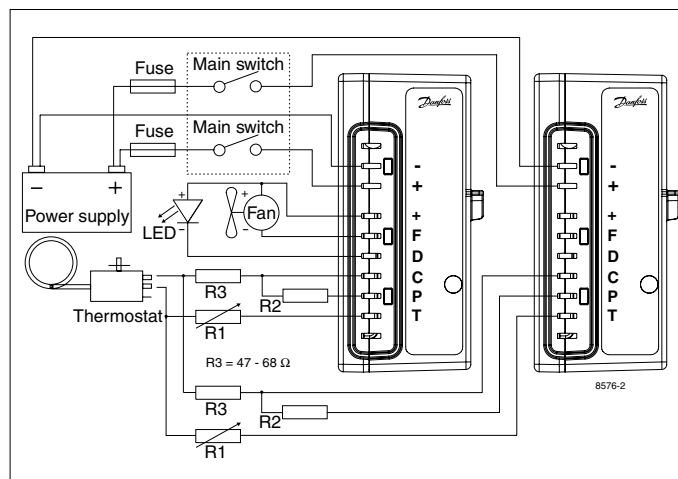 Fuse
Main switch
Fuse
Main switch
Danfoss
Danfoss
-
+
+
F
D
C
P
T
-
+
+
F
D
C
P
T
− +
Power supply
+
LED
-
+
Fan
-
Thermostat
R3
R2
R1
R3 = 47 - 68 Ω
R3
R2
R1
8576-2